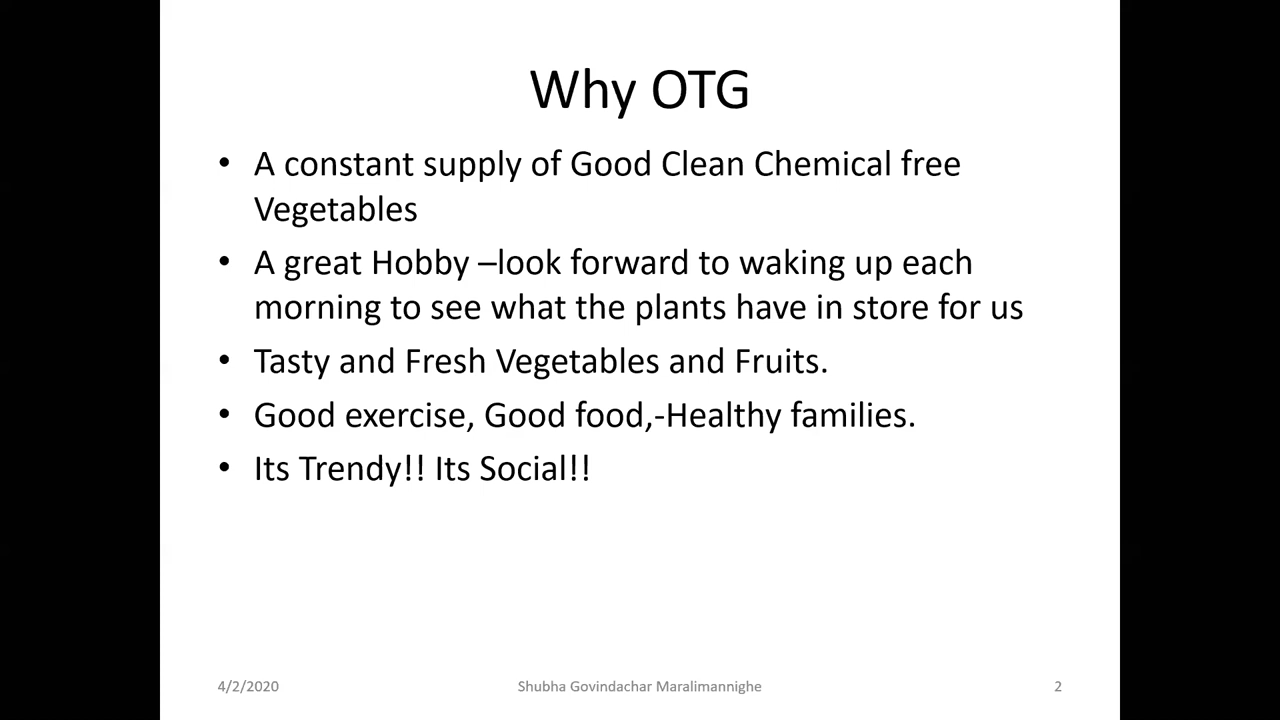 Why OTG
• A constant supply of Good Clean Chemical free
Vegetables
• A great Hobby –look forward to waking up each
morning to see what the plants have in store for us
• Tasty and Fresh Vegetables and Fruits.
• Good exercise, Good food,-Healthy families.
• Its Trendy!! Its Social!!
4/2/2020
Shubha Govindachar Maralimannighe
2